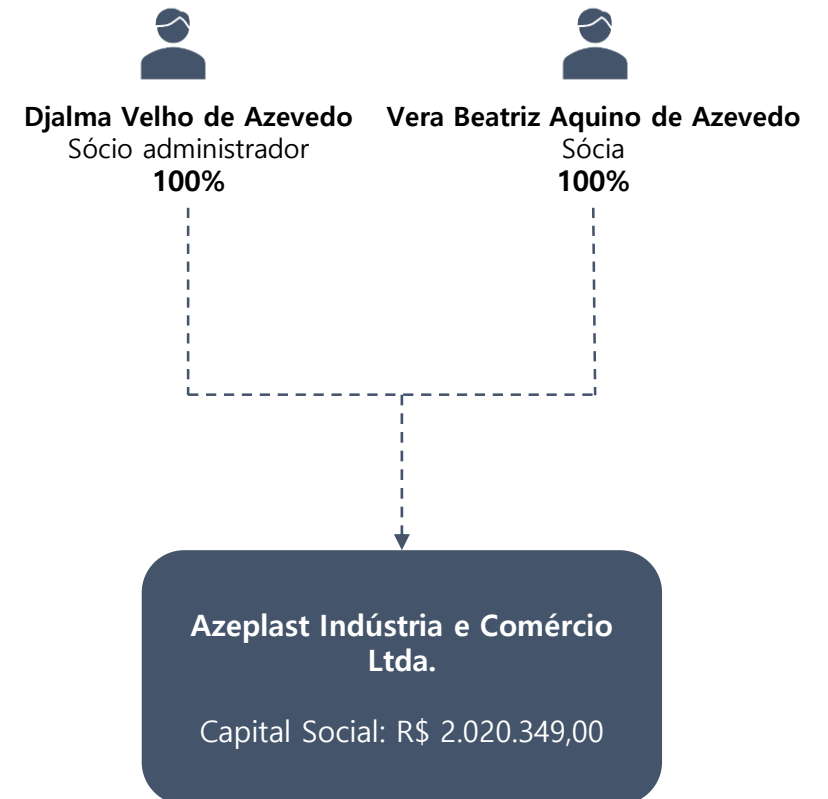 Djalma Velho de Azevedo
Sócio administrador
100%
Vera Beatriz Aquino de Azevedo
Sócia
100%
Azeplast Indústria e Comércio
Ltda.
Capital Social: R$ 2.020.349,00